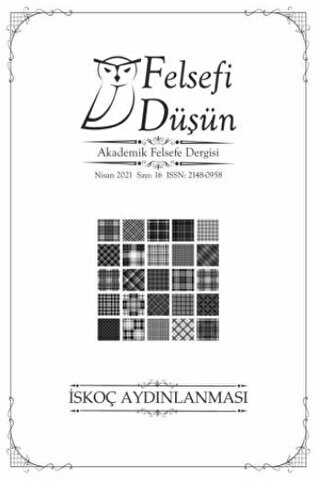 Felsefi
Düşün
Akademik Felsefe Dergisi
Nisan 2021 Sayı: 16 ISSN: 2148-0958
İSKOÇ AYDINLANMASI